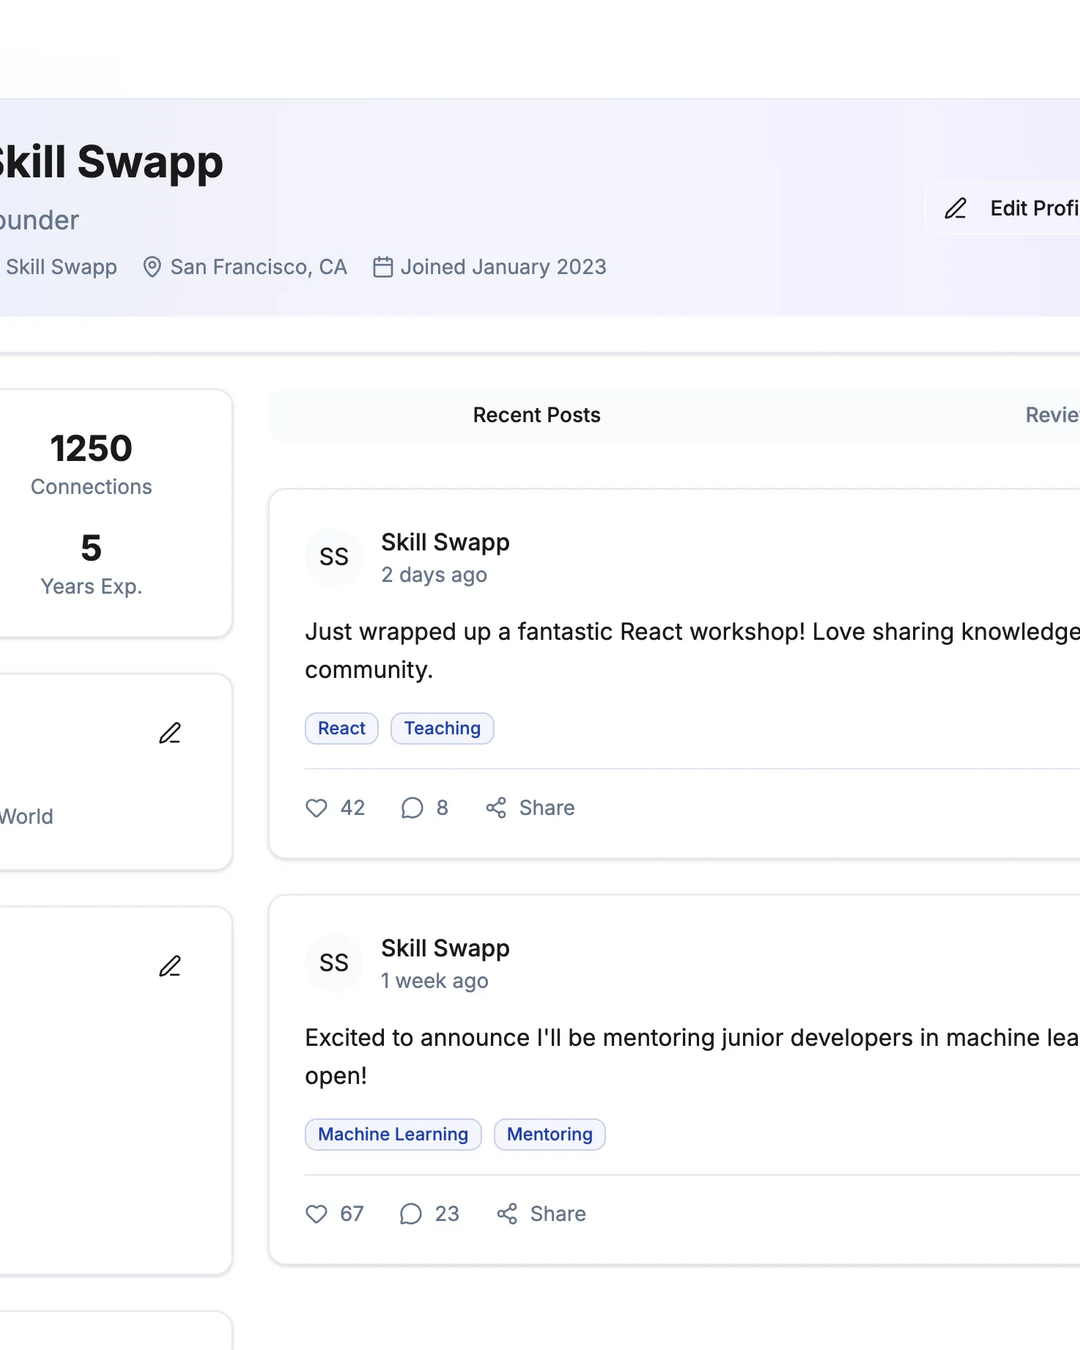 Skill Swapp
ounder
Skill Swapp San Francisco, CA Joined January 2023
Edit Profi
1250
Connections
5
Years Exp.
World
Recent Posts Revie
SS
Skill Swapp
2 days ago
Just wrapped up a fantastic React workshop! Love sharing knowledge
community.
React Teaching
42 8 Share
SS
Skill Swapp
1 week ago
Excited to announce I'll be mentoring junior developers in machine lea
open!
Machine Learning Mentoring
67 23 Share